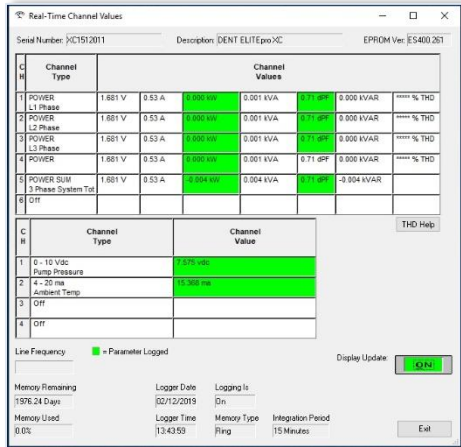 Real-Time Channel Values
Serial Number: XC1512011 Description: DENT ELITEpro XC EPROM Ver: ES400.261
CH Channel Type Channel Values
1 POWER L1 Phase 1.681 V 0.53 A 0.000 kW 0.001 kVA 0.71 dPF 0.000 kVAR ***** % THD
2 POWER L2 Phase 1.681 V 0.53 A 0.000 kW 0.001 kVA 0.71 dPF 0.000 kVAR ***** % THD
3 POWER L3 Phase 1.681 V 0.53 A 0.000 kW 0.001 kVA 0.71 dPF 0.000 kVAR ***** % THD
4 POWER 1.681 V 0.53 A 0.000 kW 0.001 kVA 0.71 dPF 0.000 kVAR ***** % THD
5 POWER SUM 3 Phase System Tot 1.681 V 0.53 A -0.004 kW 0.004 kVA 0.71 dPF -0.004 kVAR
6 Off
THD Help
CH Channel Type Channel Value
1 0 - 10 Vdc Pump Pressure 7.575 vdc
2 4 - 20 ma Ambient Temp 15.368 ma
3 Off
4 Off
Line Frequency = Parameter Logged
Display Update: ON
Memory Remaining Logger Date Logging Is
1976.24 Days 02/12/2019 On
Memory Used Logger Time Memory Type Integration Period
0.0% 13:43:59 Ring 15 Minutes Exit